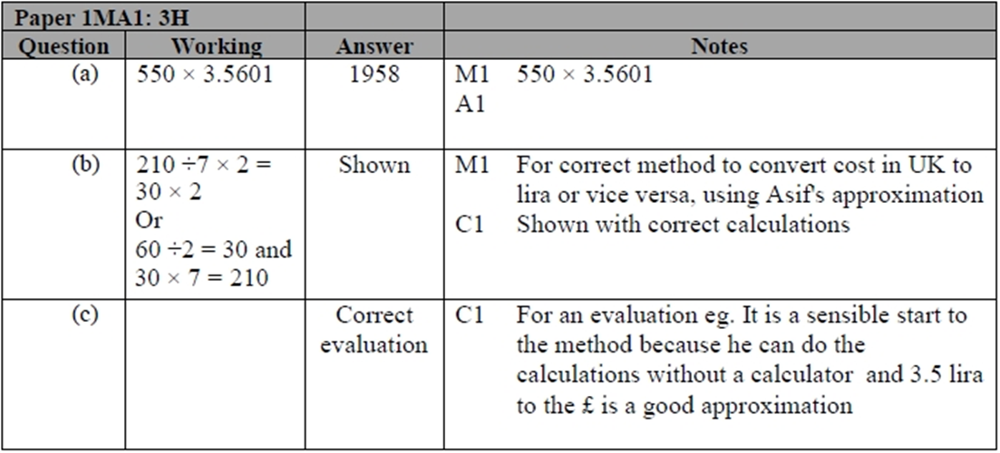 Paper 1MA1: 3H
Question Working Answer Notes
(a) 550 × 3.5601 1958 M1 550 × 3.5601
A1
(b) 210 ÷7 × 2 = Shown M1 For correct method to convert cost in UK to
30 × 2 lira or vice versa, using Asif's approximation
Or C1 Shown with correct calculations
60 ÷2 = 30 and
30 × 7 = 210
(c) Correct C1 For an evaluation eg. It is a sensible start to
evaluation the method because he can do the
calculations without a calculator and 3.5 lira
to the £ is a good approximation